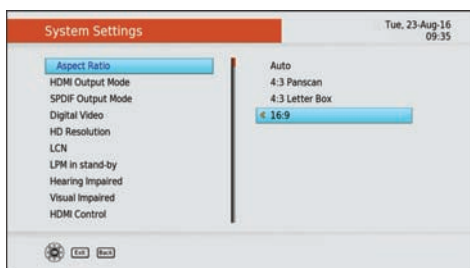 System Settings
Tue, 23-Aug-16
09:35
Aspect Ratio
HDMI Output Mode
SPDIF Output Mode
Digital Video
HD Resolution
LCN
LPM in stand-by
Hearing Impaired
Visual Impaired
HDMI Control
Auto
4:3 Panscan
4:3 Letter Box
16:9
Exit Back